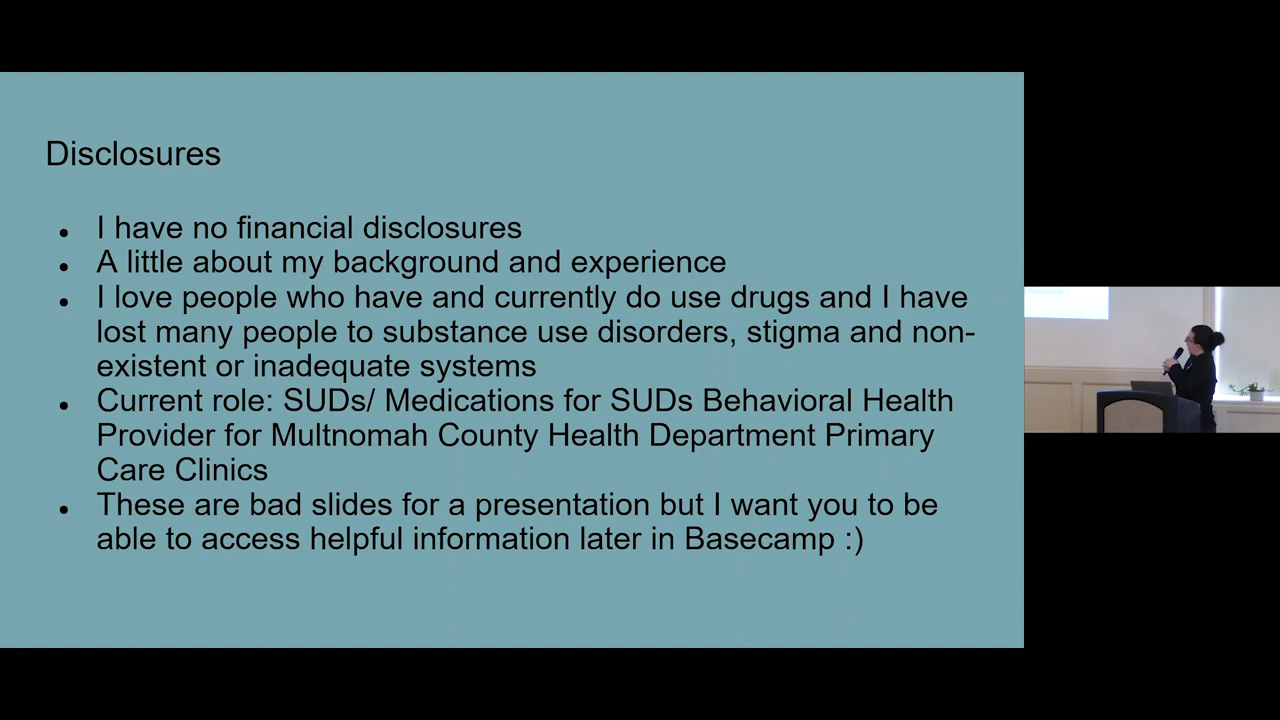 Disclosures
I have no financial disclosures
A little about my background and experience
I love people who have and currently do use drugs and I have
lost many people to substance use disorders, stigma and non-
existent or inadequate systems
Current role: SUDs/ Medications for SUDs Behavioral Health
Provider for Multnomah County Health Department Primary
Care Clinics
These are bad slides for a presentation but I want you to be
able to access helpful information later in Basecamp :)